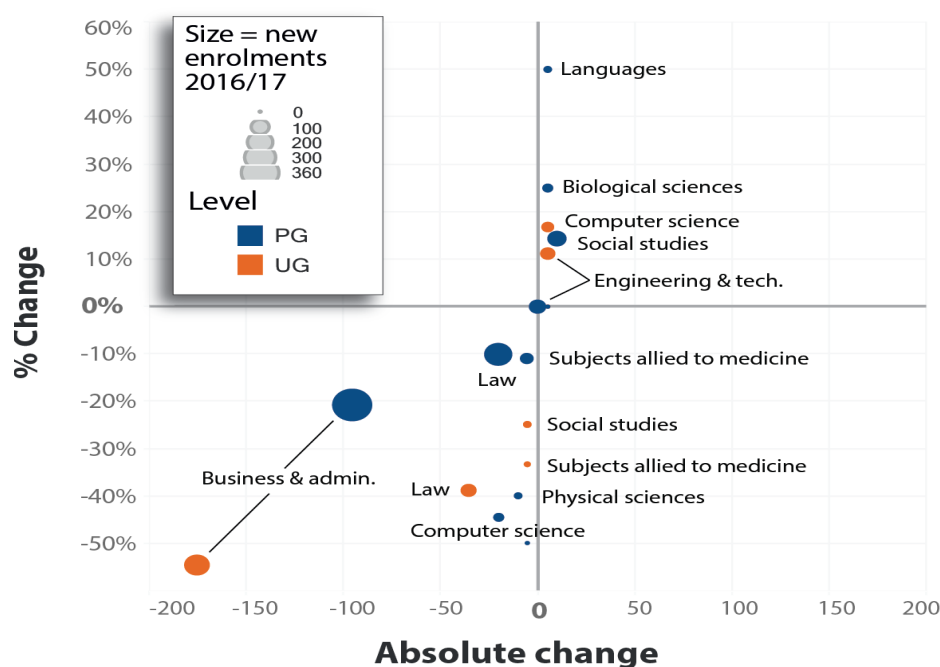 Size = new
enrolments
2016/17
0
100
200
300
360
Level
PG
UG
60%
50%
40%
30%
20%
10%
0%
-10%
-20%
-30%
-40%
-50%
% Change
Languages
Biological sciences
Computer science
Social studies
Engineering & tech.
Subjects allied to medicine
Law
Social studies
Subjects allied to medicine
Business & admin.
Law
Physical sciences
Computer science
-200
-150
-100
-50
0
50
100
150
200
Absolute change